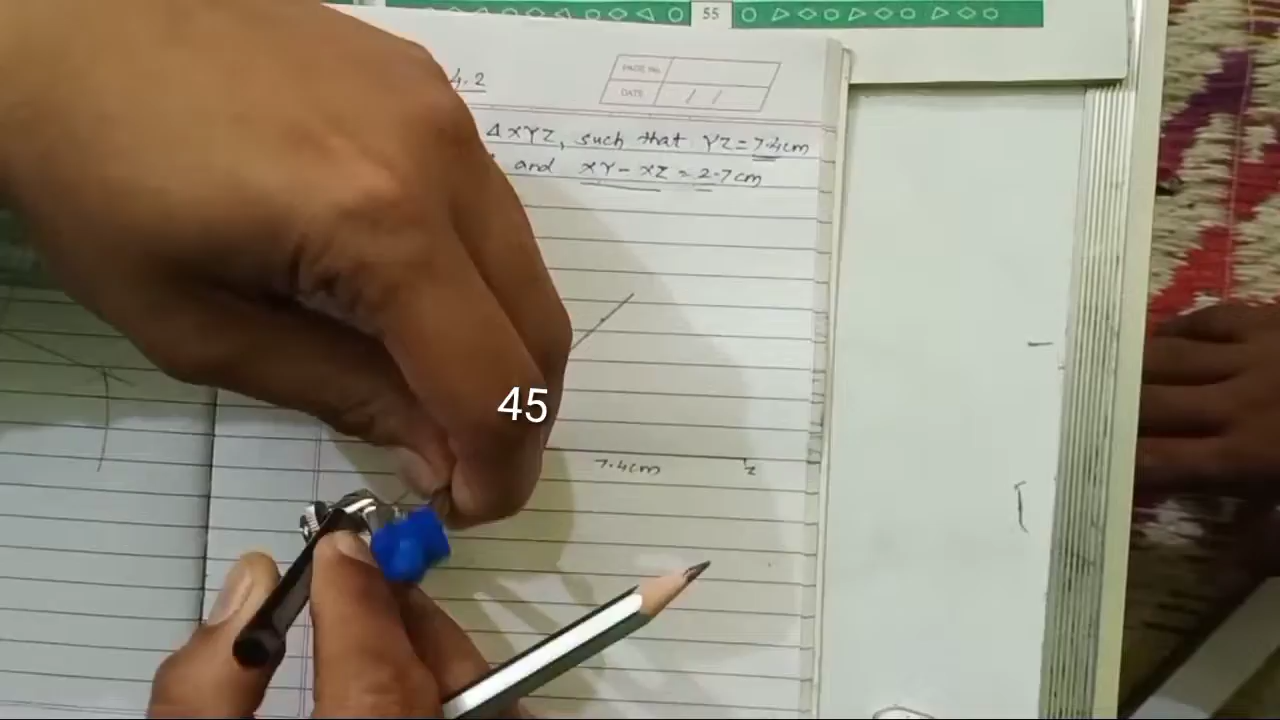 55
4.2
PAGE No.
DATE / /
ΔXYZ, such that YZ = 7.4cm
and XY - XZ = 2.7cm
45
7.4cm z